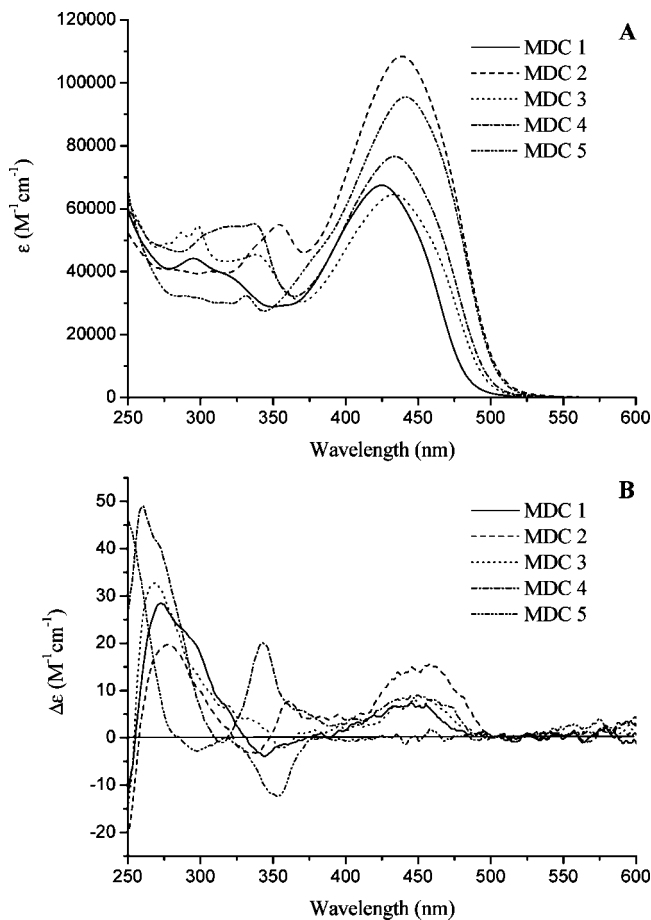 A
MDC 1
MDC 2
MDC 3
MDC 4
MDC 5
120000
100000
80000
60000
40000
20000
0
ε (M⁻¹cm⁻¹)
250 300 350 400 450 500 550 600
Wavelength (nm)
B
MDC 1
MDC 2
MDC 3
MDC 4
MDC 5
50
40
30
20
10
0
-10
-20
Δε (M⁻¹cm⁻¹)
250 300 350 400 450 500 550 600
Wavelength (nm)